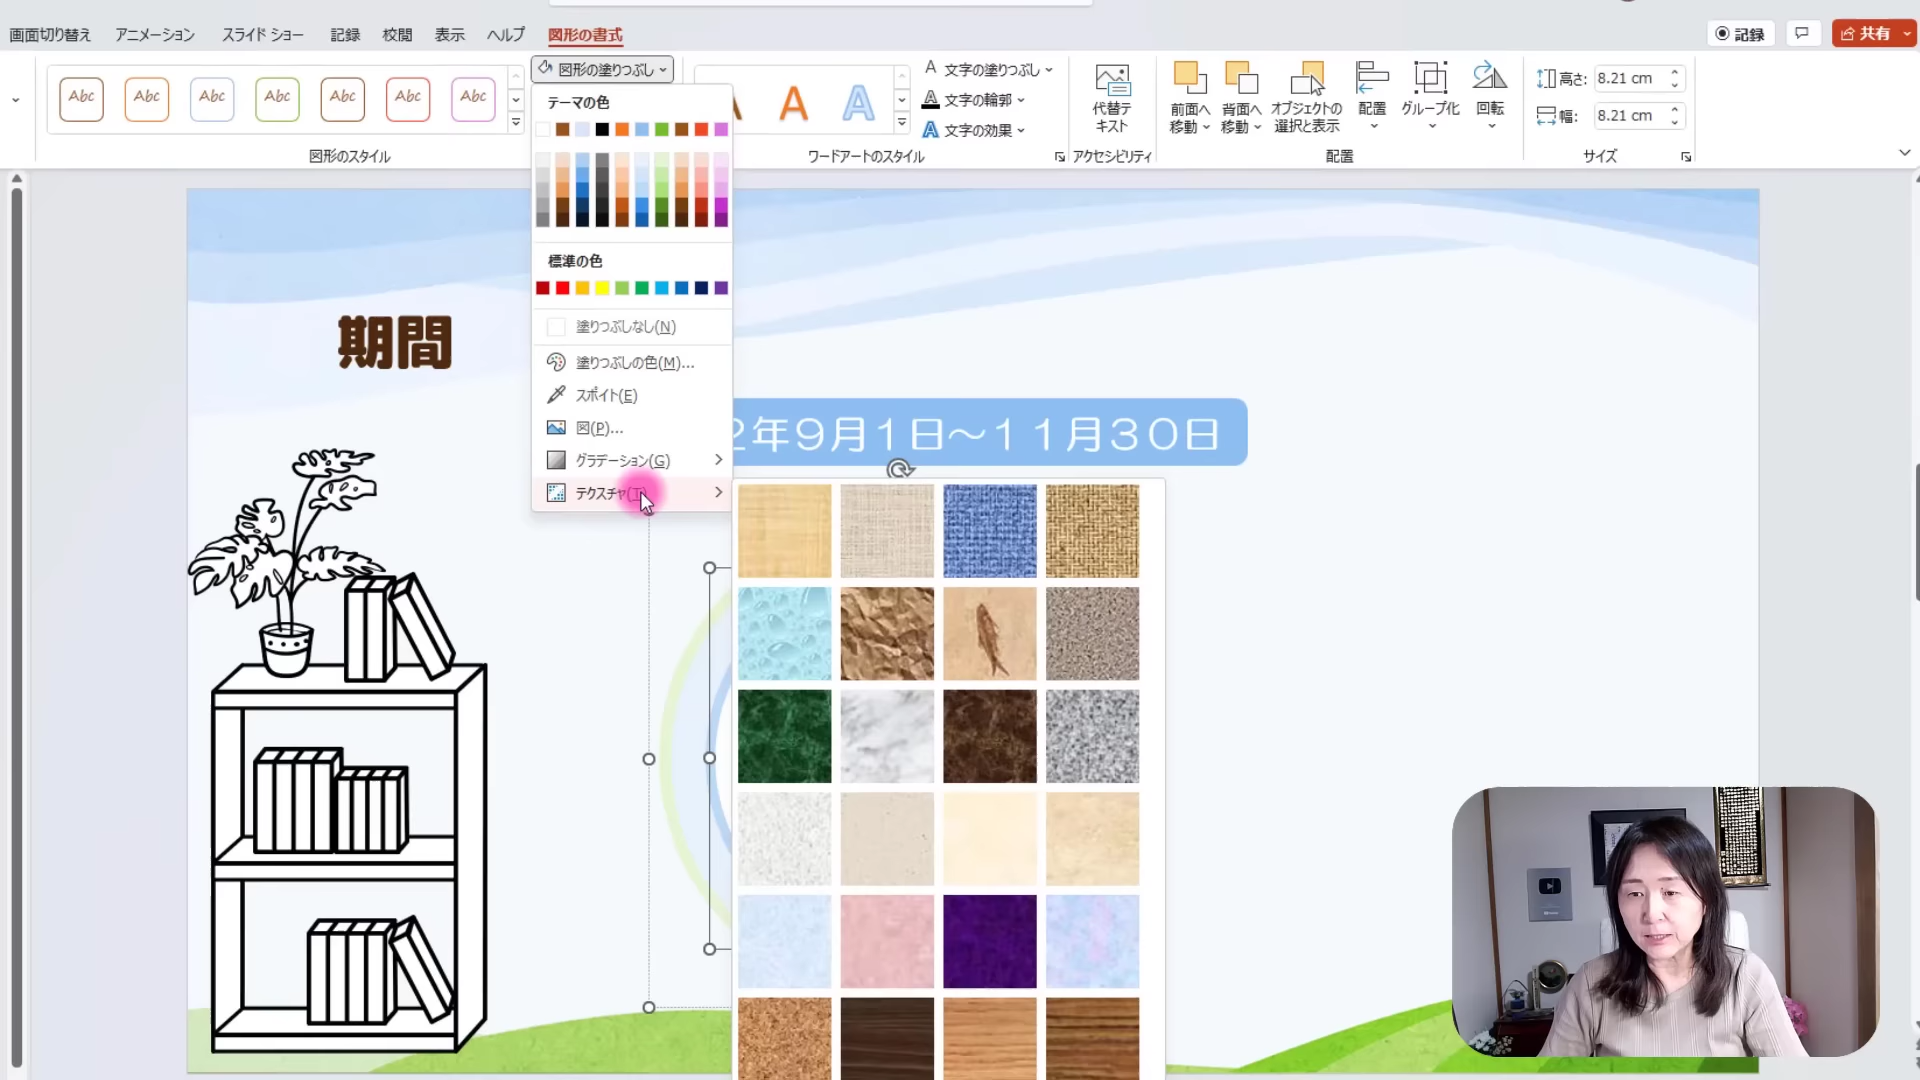 画面切り替え アニメーション スライド ショー 記録 校閲 表示 ヘルプ 図形の書式 記録 共有
Abc Abc Abc Abc Abc Abc Abc
図形のスタイル
図形の塗りつぶし
テーマの色
標準の色
塗りつぶしなし(N)
塗りつぶしの色(M)...
スポイト(E)
図(P)...
グラデーション(G)
テクスチャ(T)
A A
文字の塗りつぶし
文字の輪郭
文字の効果
ワードアートのスタイル
代替テ
キスト
アクセシビリティ
前面へ
移動
背面へ
移動
オブジェクトの
選択と表示
配置
グループ化
回転
配置
高さ: 8.21 cm
幅: 8.21 cm
サイズ
期間
2年9月1日～11月30日